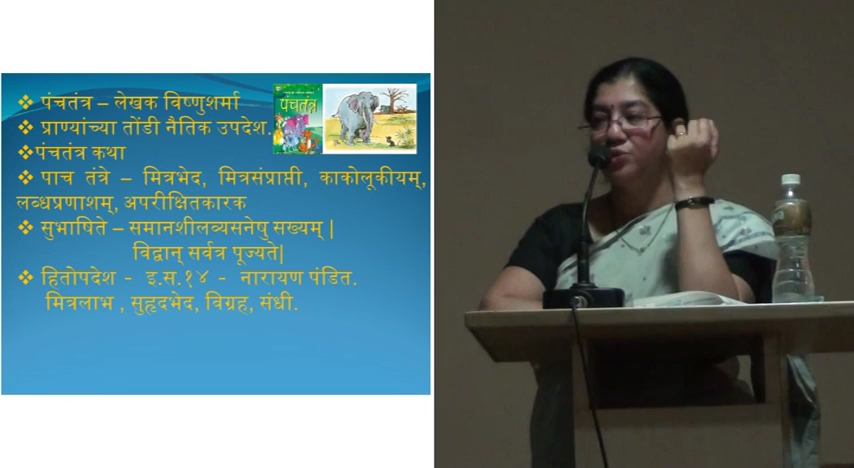 ❖ पंचतंत्र – लेखक विष्णुशर्मा
पंचतंत्र
❖ प्राण्यांच्या तोंडी नैतिक उपदेश.
❖पंचतंत्र कथा
❖ पाच तंत्रे – मित्रभेद, मित्रसंप्राप्ती, काकोलूकीयम्,
लब्धप्रणाशम्, अपरीक्षितकारक
❖ सुभाषिते – समानशीलव्यसनेषु सख्यम् |
विद्वान् सर्वत्र पूज्यते|
❖ हितोपदेश - इ.स.१४ - नारायण पंडित.
मित्रलाभ , सुहृदभेद, विग्रह, संधी.